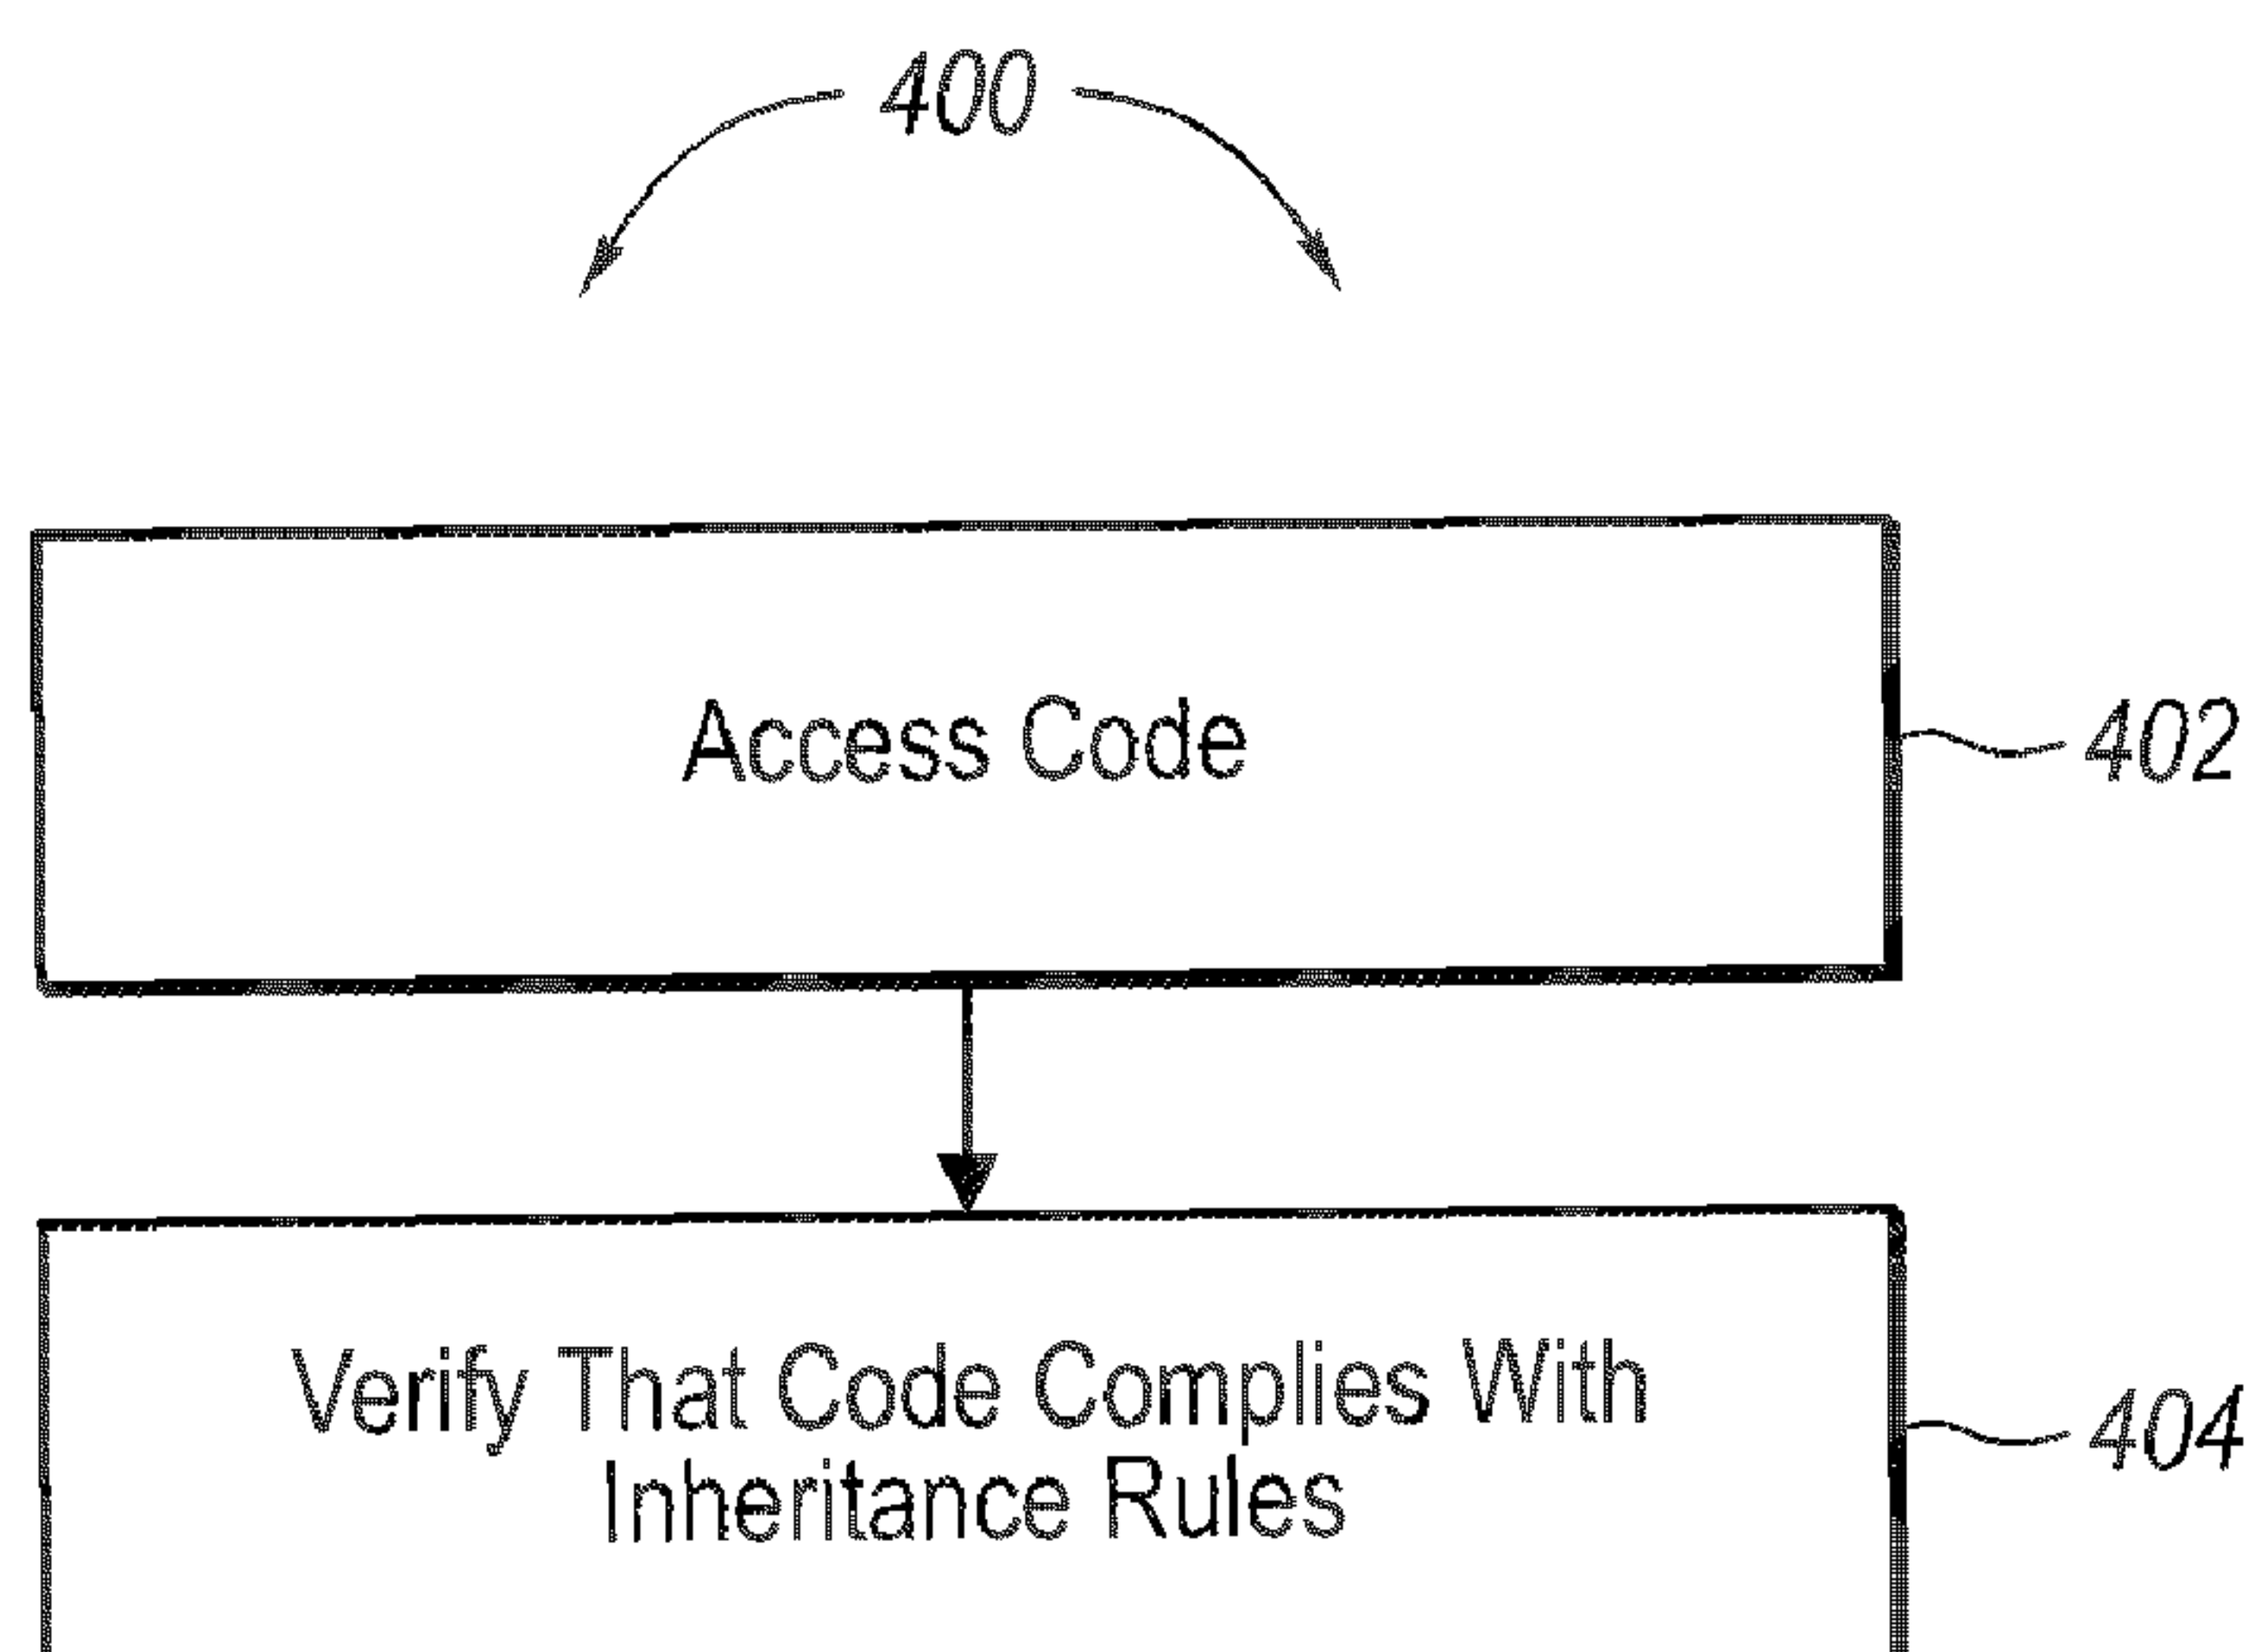 400
Access Code
402
Verify That Code Complies With
Inheritance Rules
404